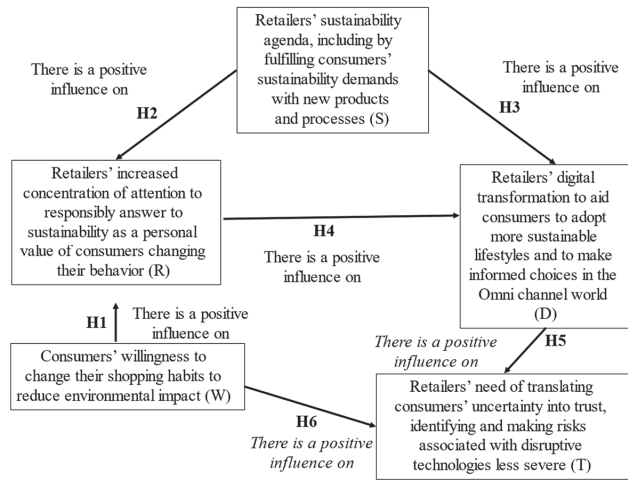 Retailers’ sustainability
agenda, including by
fulfilling consumers’
sustainability demands
with new products
and processes (S)
There is a positive
influence on
H2
There is a positive
influence on
H3
Retailers’ increased
concentration of attention to
responsibly answer to
sustainability as a personal
value of consumers changing
their behavior (R)
H4
There is a positive
influence on
Retailers’ digital
transformation to aid
consumers to adopt
more sustainable
lifestyles and to make
informed choices in the
Omni channel world
(D)
H1
There is a positive
influence on
There is a positive
influence on
H5
Consumers’ willingness to
change their shopping habits to
reduce environmental impact (W)
H6
There is a positive
influence on
Retailers’ need of translating
consumers’ uncertainty into trust,
identifying and making risks
associated with disruptive
technologies less severe (T)